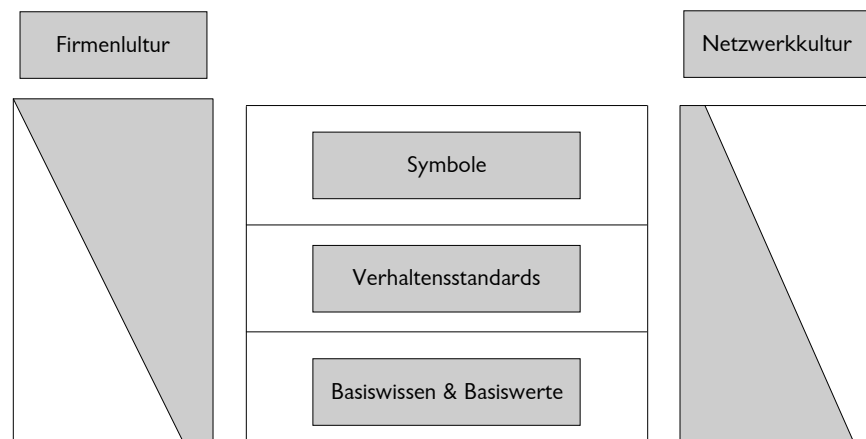 Firmenlultur
Netzwerkkultur
Symbole
Verhaltensstandards
Basiswissen & Basiswerte